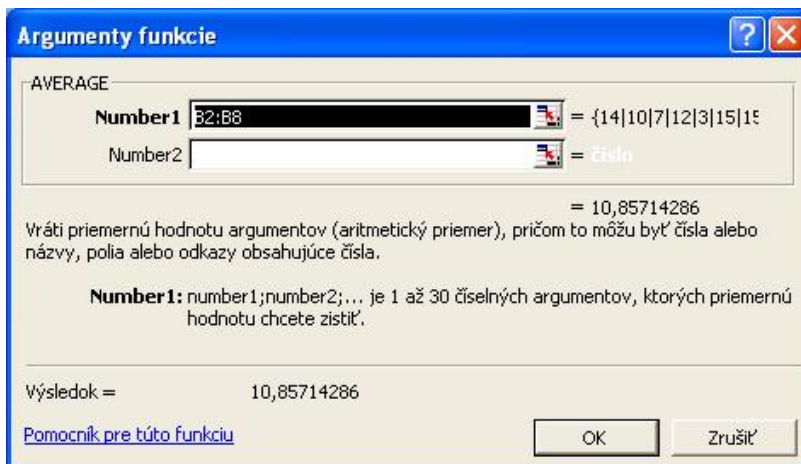 Argumenty funkcie
AVERAGE
Number1 B2:B8 = {14|10|7|12|3|15|15
Number2 = číslo
= 10,85714286
Vráti priemernú hodnotu argumentov (aritmetický priemer), pričom to môžu byť čísla alebo
názvy, polia alebo odkazy obsahujúce čísla.
Number1: number1;number2;... je 1 až 30 číselných argumentov, ktorých priemernú
hodnotu chcete zistiť.
Výsledok = 10,85714286
Pomocník pre túto funkciu
OK
Zrušiť